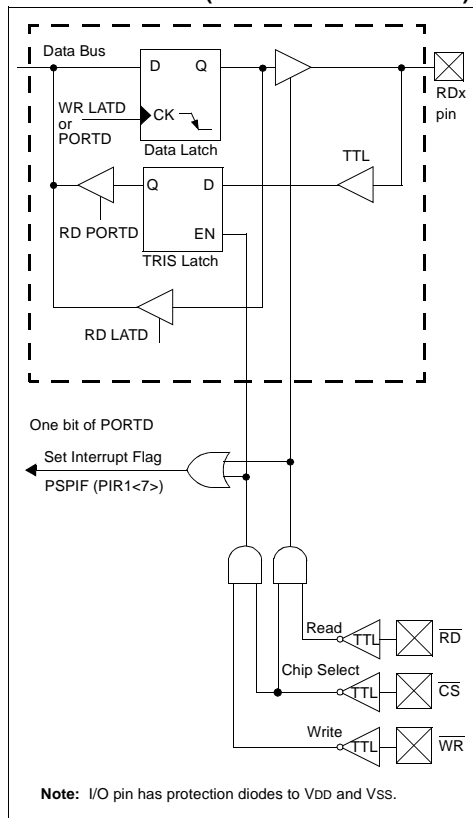 Data Bus
D Q
RDx
pin
WR LATD
or
PORTD
CK
Data Latch
TTL
Q D
RD PORTD
EN
TRIS Latch
RD LATD
One bit of PORTD
Set Interrupt Flag
PSPIF (PIR1<7>)
Read
TTL
RD
Chip Select
TTL
CS
Write
TTL
WR
Note: I/O pin has protection diodes to VDD and VSS.